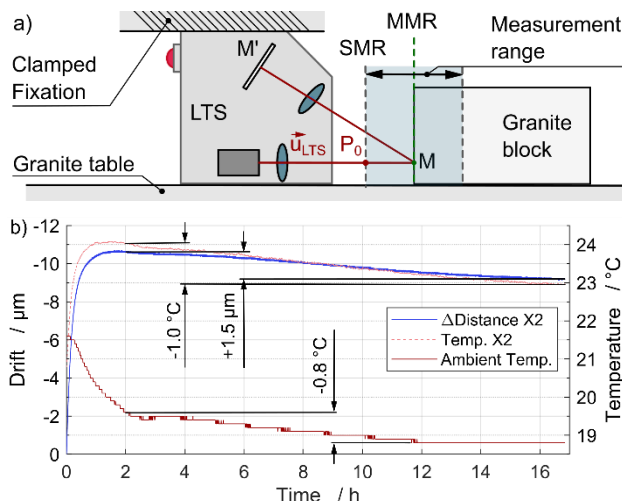 a)
MMR
SMR
Measurement
range
Clamped
Fixation
M'
LTS
u⃗LTS
P0
M
Granite
block
Granite table
b)
-12
-10
-8
-6
-4
-2
0
Drift / µm
24
23
22
21
20
19
Temperature / °C
-1.0 °C
+1.5 µm
-0.8 °C
ΔDistance X2
Temp. X2
Ambient Temp.
0 2 4 6 8 10 12 14 16
Time / h